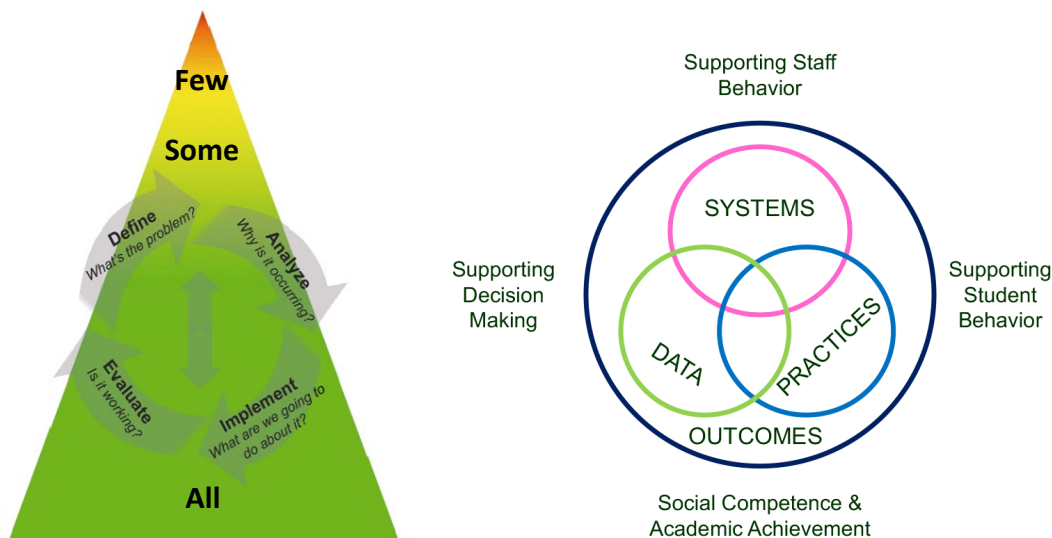 Few
Some
Define
What's the problem?
Analyze
Why is it occurring?
Implement
What are we going to
do about it?
Evaluate
Is it working?
All
Supporting Staff
Behavior
SYSTEMS
Supporting
Decision
Making
Supporting
Student
Behavior
DATA
PRACTICES
OUTCOMES
Social Competence &
Academic Achievement